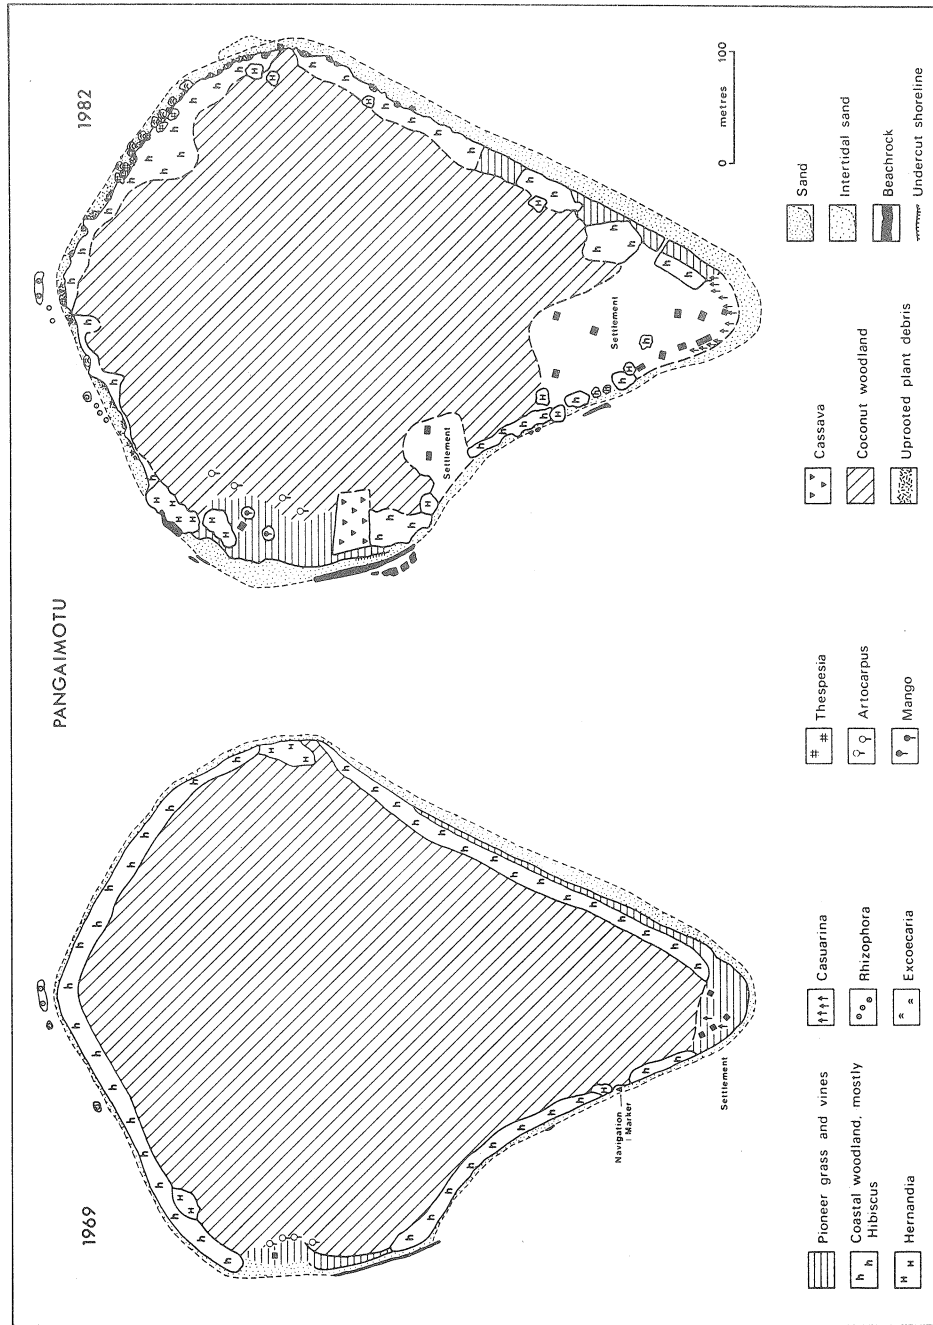 PANGAIMOTU
1969
1982
Navigation
Marker
Settlement
Settlement
Settlement
0 metres 100
Pioneer grass and vines
Coastal woodland, mostly
Hibiscus
Hernandia
Casuarina
Rhizophora
Excoecaria
Thespesia
Artocarpus
Mango
Cassava
Coconut woodland
Uprooted plant debris
Sand
Intertidal sand
Beachrock
Undercut shoreline